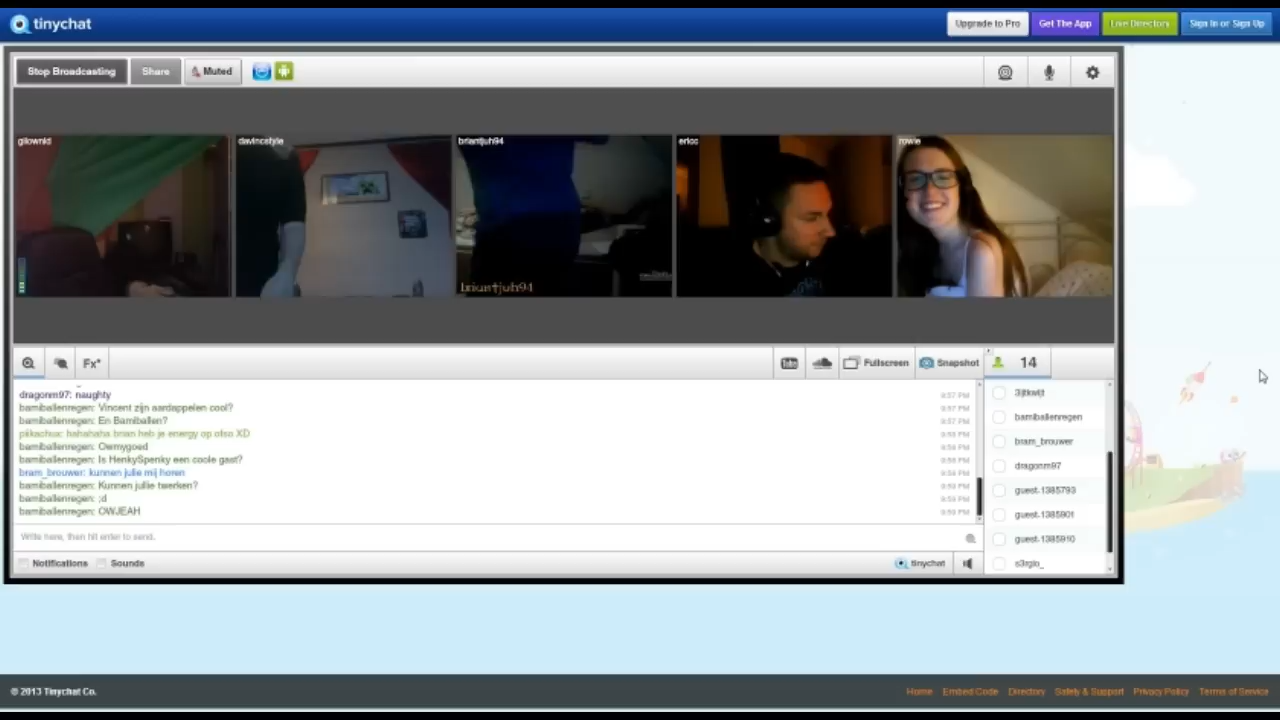 tinychat
Upgrade to Pro
Get The App
Live Directory
Sign In or Sign Up
Stop Broadcasting
Share
Muted
davincstyle
briantjuh94
ericc
rowie
briantjuh94
Fx*
Fullscreen
Snapshot
14
dragonm97: naughty
bamiballenregen: Vincent zijn aardappelen cool?
bamiballenregen: En Bamiballen?
pikkachuu: hahahaha brian heb je energy op ofso XD
bamiballenregen: Owmygoed
bamiballenregen: Is HenkySpenky een coole gast?
bram_brouwer: kunnen jullie mij horen
bamiballenregen: Kunnen jullie twerken?
bamiballenregen: ;d
bamiballenregen: OWJEAH
bamiballenregen
bram_brouwer
dragonm97
guest-1385793
guest-1385901
guest-1385910
s3rgio_
Write here, then hit enter to send.
Notifications
Sounds
tinychat
© 2013 Tinychat Co.
Home
Embed Code
Directory
Safety & Support
Privacy Policy
Terms of Service